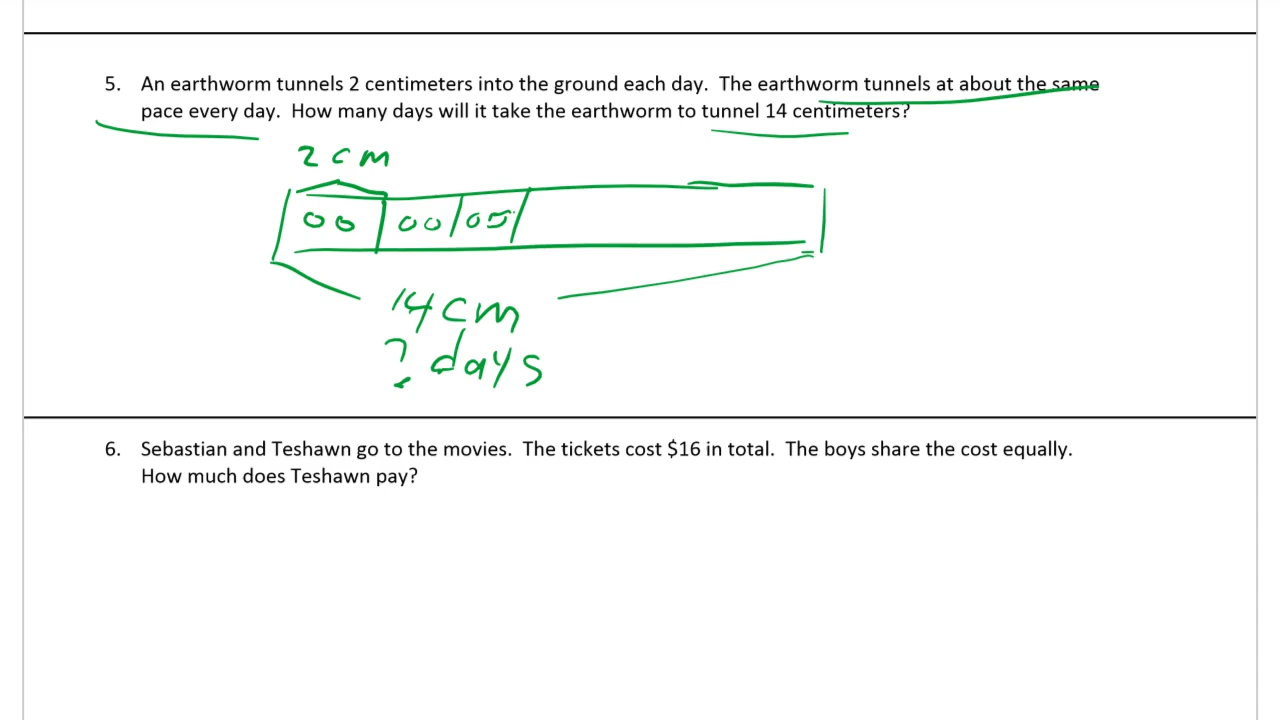 5. An earthworm tunnels 2 centimeters into the ground each day. The earthworm tunnels at about the same
pace every day. How many days will it take the earthworm to tunnel 14 centimeters?
2 cm
00 00 00
14 cm
? days
6. Sebastian and Teshawn go to the movies. The tickets cost $16 in total. The boys share the cost equally.
How much does Teshawn pay?